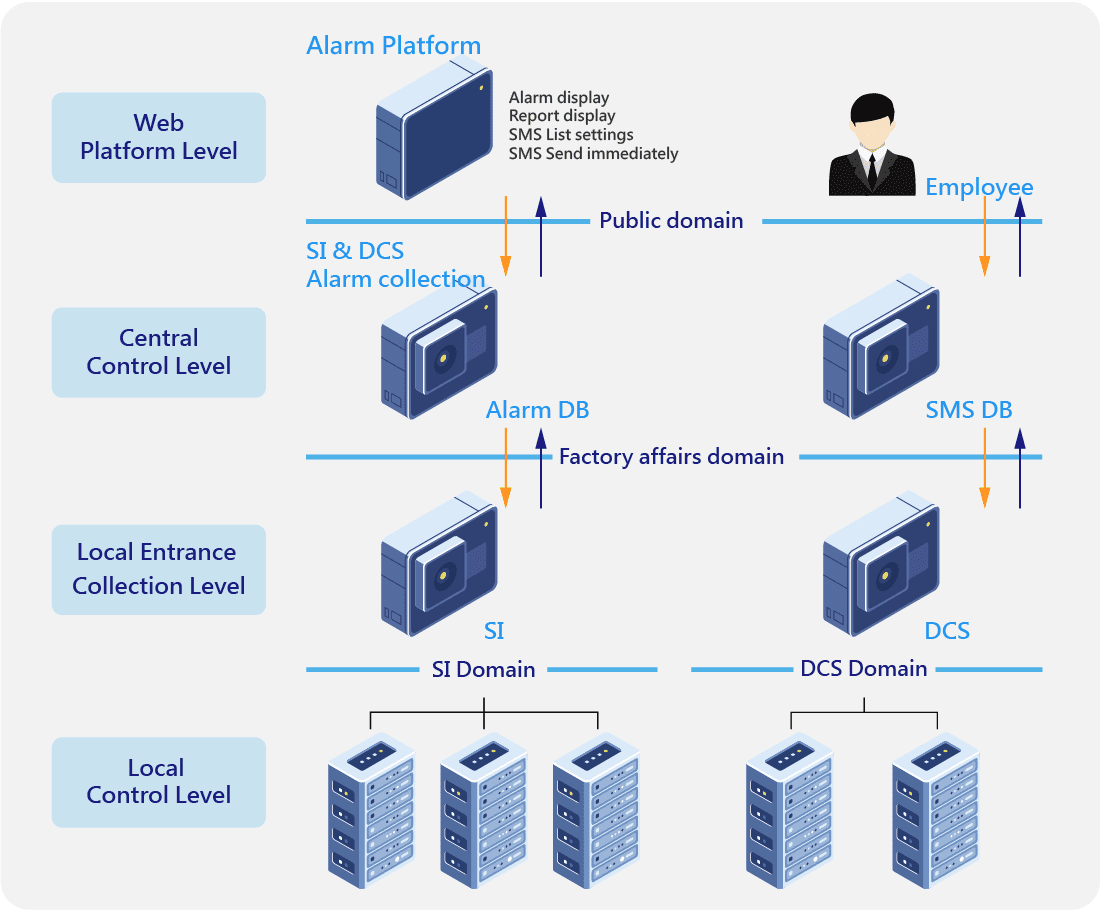 Alarm Platform
Web
Platform Level
Alarm display
Report display
SMS List settings
SMS Send immediately
Employee
Public domain
SI & DCS
Alarm collection
Central
Control Level
Alarm DB
SMS DB
Factory affairs domain
Local Entrance
Collection Level
SI
DCS
SI Domain
DCS Domain
Local
Control Level